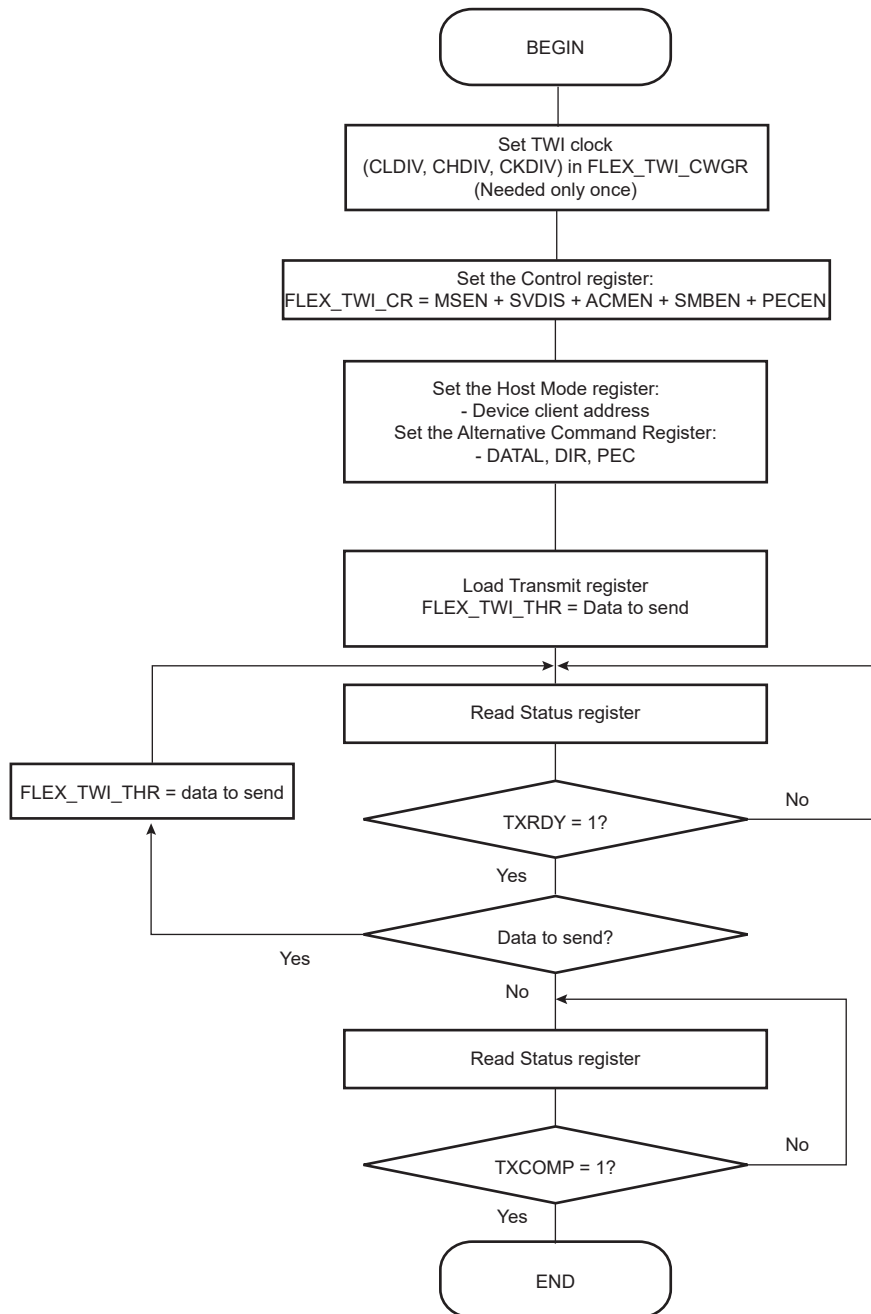 BEGIN
Set TWI clock
(CLDIV, CHDIV, CKDIV) in FLEX_TWI_CWGR
(Needed only once)
Set the Control register:
FLEX_TWI_CR = MSEN + SVDIS + ACMEN + SMBEN + PECEN
Set the Host Mode register:
- Device client address
Set the Alternative Command Register:
- DATAL, DIR, PEC
Load Transmit register
FLEX_TWI_THR = Data to send
Read Status register
FLEX_TWI_THR = data to send
TXRDY = 1?
No
Yes
Data to send?
Yes
No
Read Status register
TXCOMP = 1?
No
Yes
END